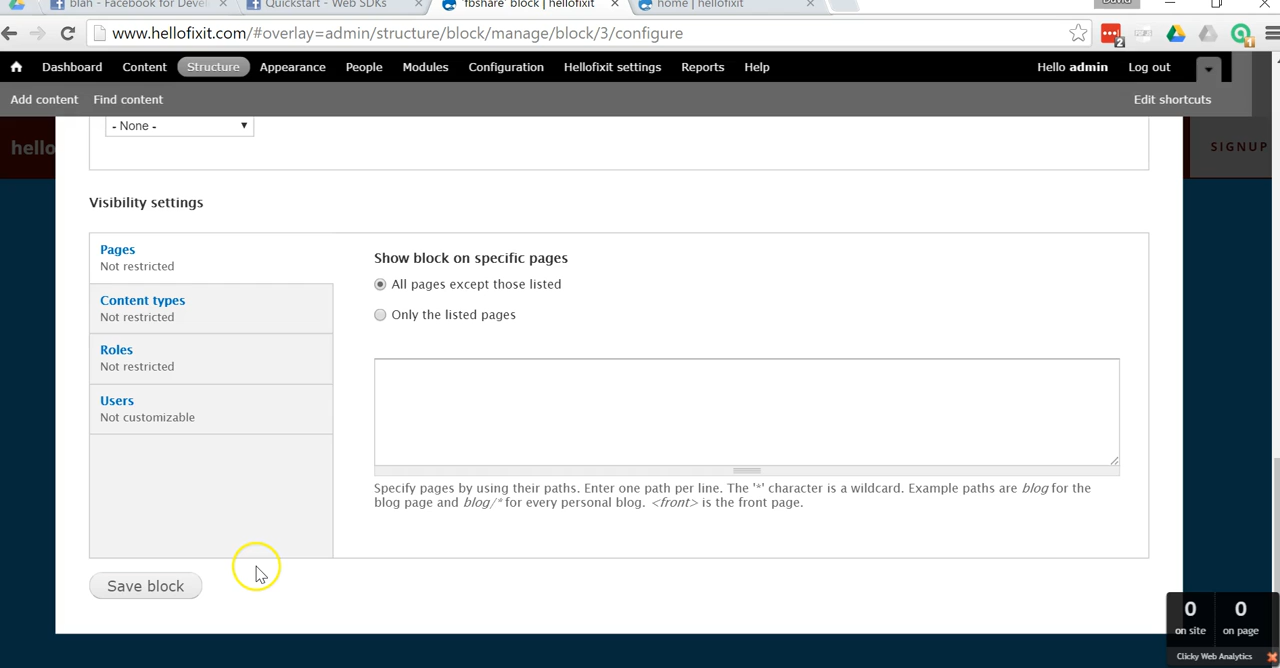 blah - Facebook for Devel
Quickstart - Web SDKs
'fbshare' block | hellofixit
home | hellofixit
David
www.hellofixit.com/#overlay=admin/structure/block/manage/block/3/configure
2
1
Dashboard Content Structure Appearance People Modules Configuration Hellofixit settings Reports Help Hello admin Log out
Add content Find content Edit shortcuts
hello
SIGNUP
- None -
Visibility settings
Pages
Not restricted
Content types
Not restricted
Roles
Not restricted
Users
Not customizable
Show block on specific pages
All pages except those listed
Only the listed pages
Specify pages by using their paths. Enter one path per line. The '*' character is a wildcard. Example paths are blog for the
blog page and blog/* for every personal blog. <front> is the front page.
Save block
0 0
on site on page
Clicky Web Analytics